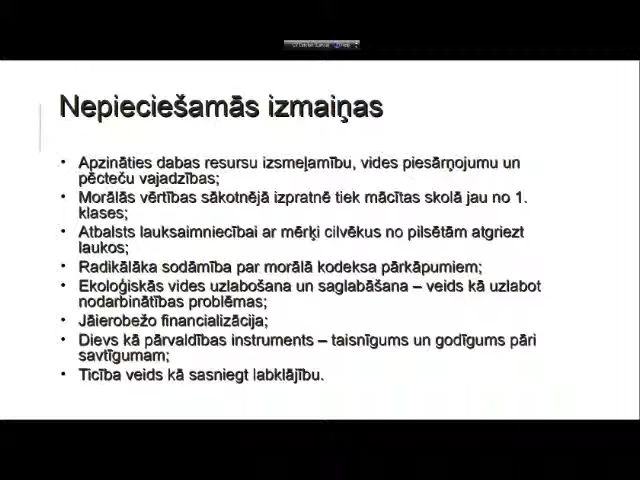 Nepieciešamās izmaiņas
• Apzināties dabas resursu izsmeļamību, vides piesārņojumu un
pēcteču vajadzības;
• Morālās vērtības sākotnējā izpratnē tiek mācītas skolā jau no 1.
klases;
• Atbalsts lauksaimniecībai ar mērķi cilvēkus no pilsētām atgriezt
laukos;
• Radikālāka sodāmība par morālā kodeksa pārkāpumiem;
• Ekoloģiskās vides uzlabošana un saglabāšana – veids kā uzlabot
nodarbinātības problēmas;
• Jāierobežo financializācija;
• Dievs kā pārvaldības instruments – taisnīgums un godīgums pāri
savtīgumam;
• Ticība veids kā sasniegt labklājību.